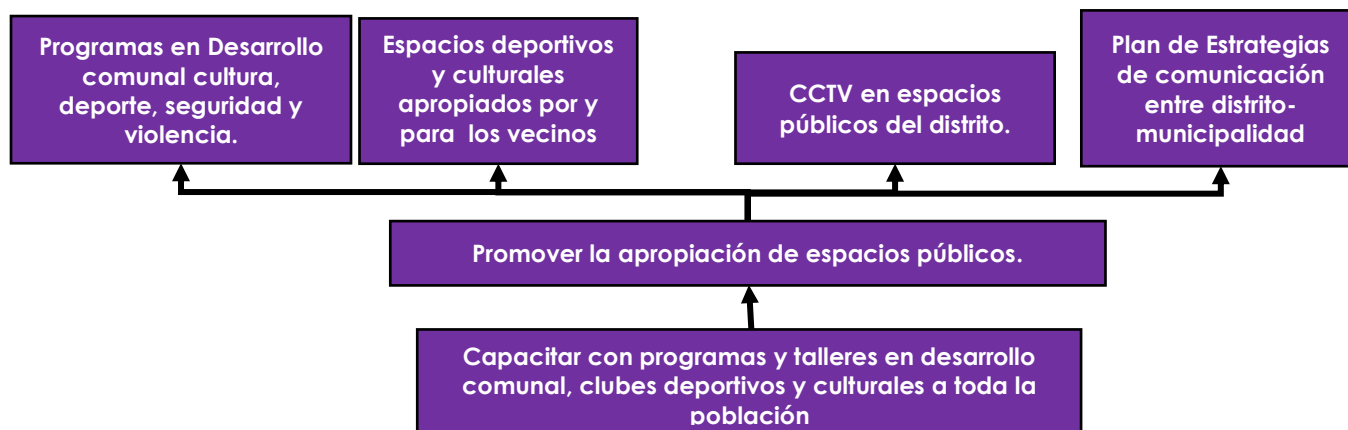 Programas en Desarrollo
comunal cultura,
deporte, seguridad y
violencia.
Espacios deportivos
y culturales
apropiados por y
para los vecinos
CCTV en espacios
públicos del distrito.
Plan de Estrategias
de comunicación
entre distrito-
municipalidad
Promover la apropiación de espacios públicos.
Capacitar con programas y talleres en desarrollo
comunal, clubes deportivos y culturales a toda la
población